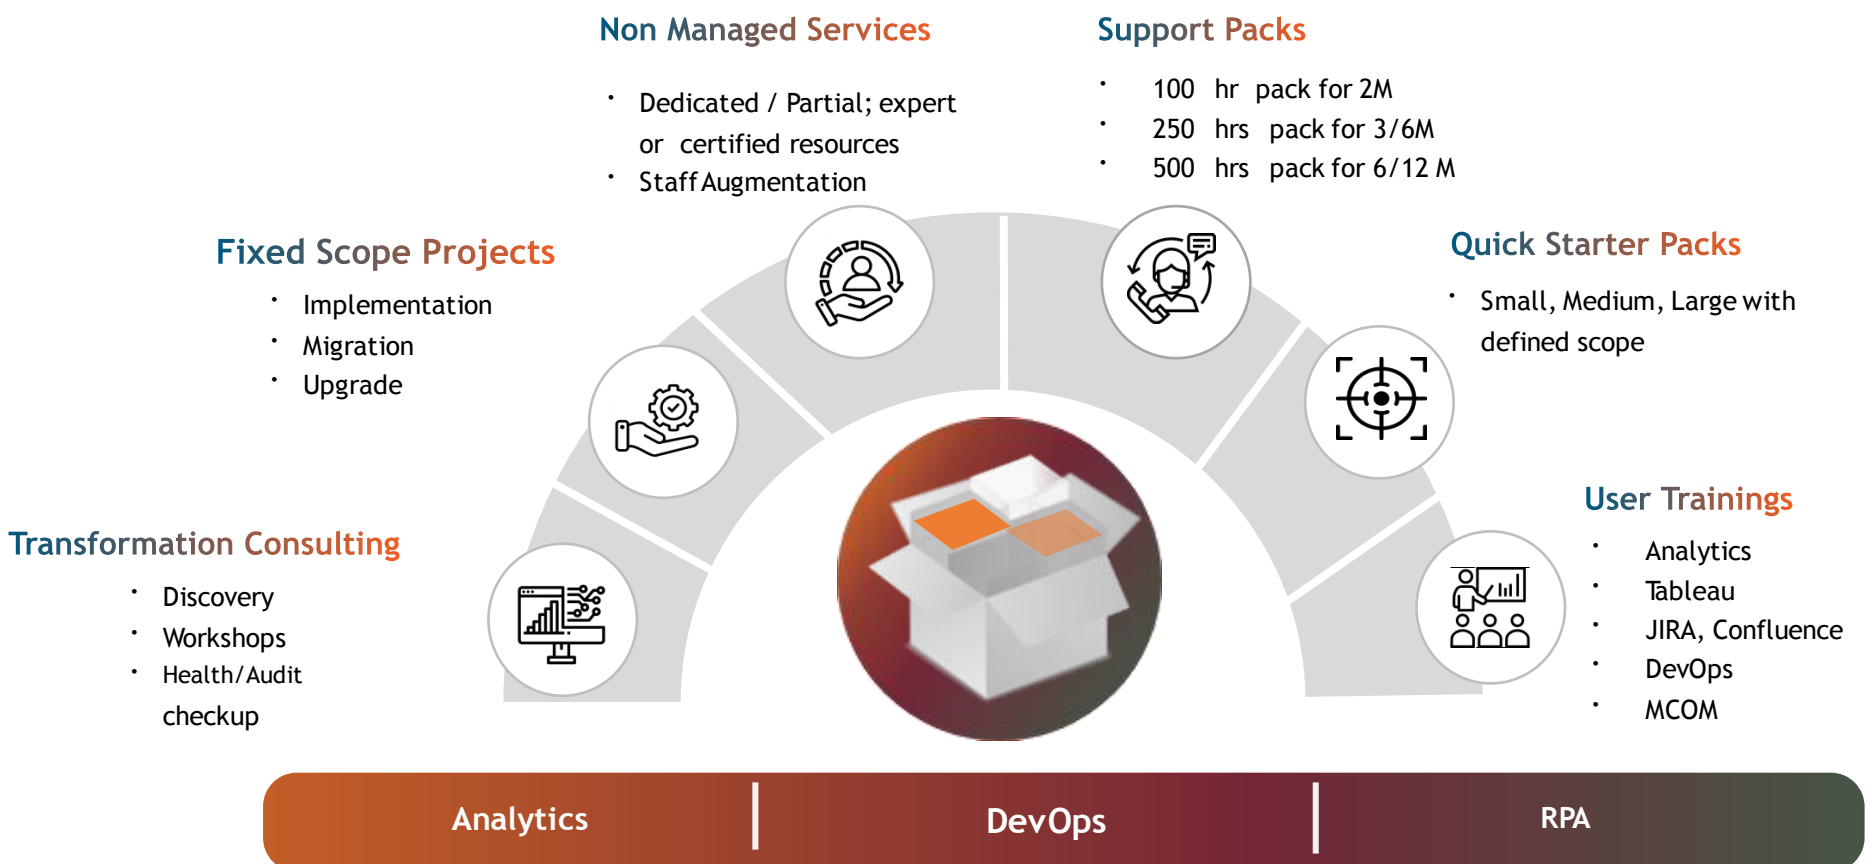 Non Managed Services
Dedicated / Partial; expert
or certified resources
Staff Augmentation
Support Packs
100 hr pack for 2M
250 hrs pack for 3/6M
500 hrs pack for 6/12 M
Fixed Scope Projects
Implementation
Migration
Upgrade
Quick Starter Packs
Small, Medium, Large with
defined scope
Transformation Consulting
Discovery
Workshops
Health/Audit
checkup
User Trainings
Analytics
Tableau
JIRA, Confluence
DevOps
MCOM
Analytics
DevOps
RPA